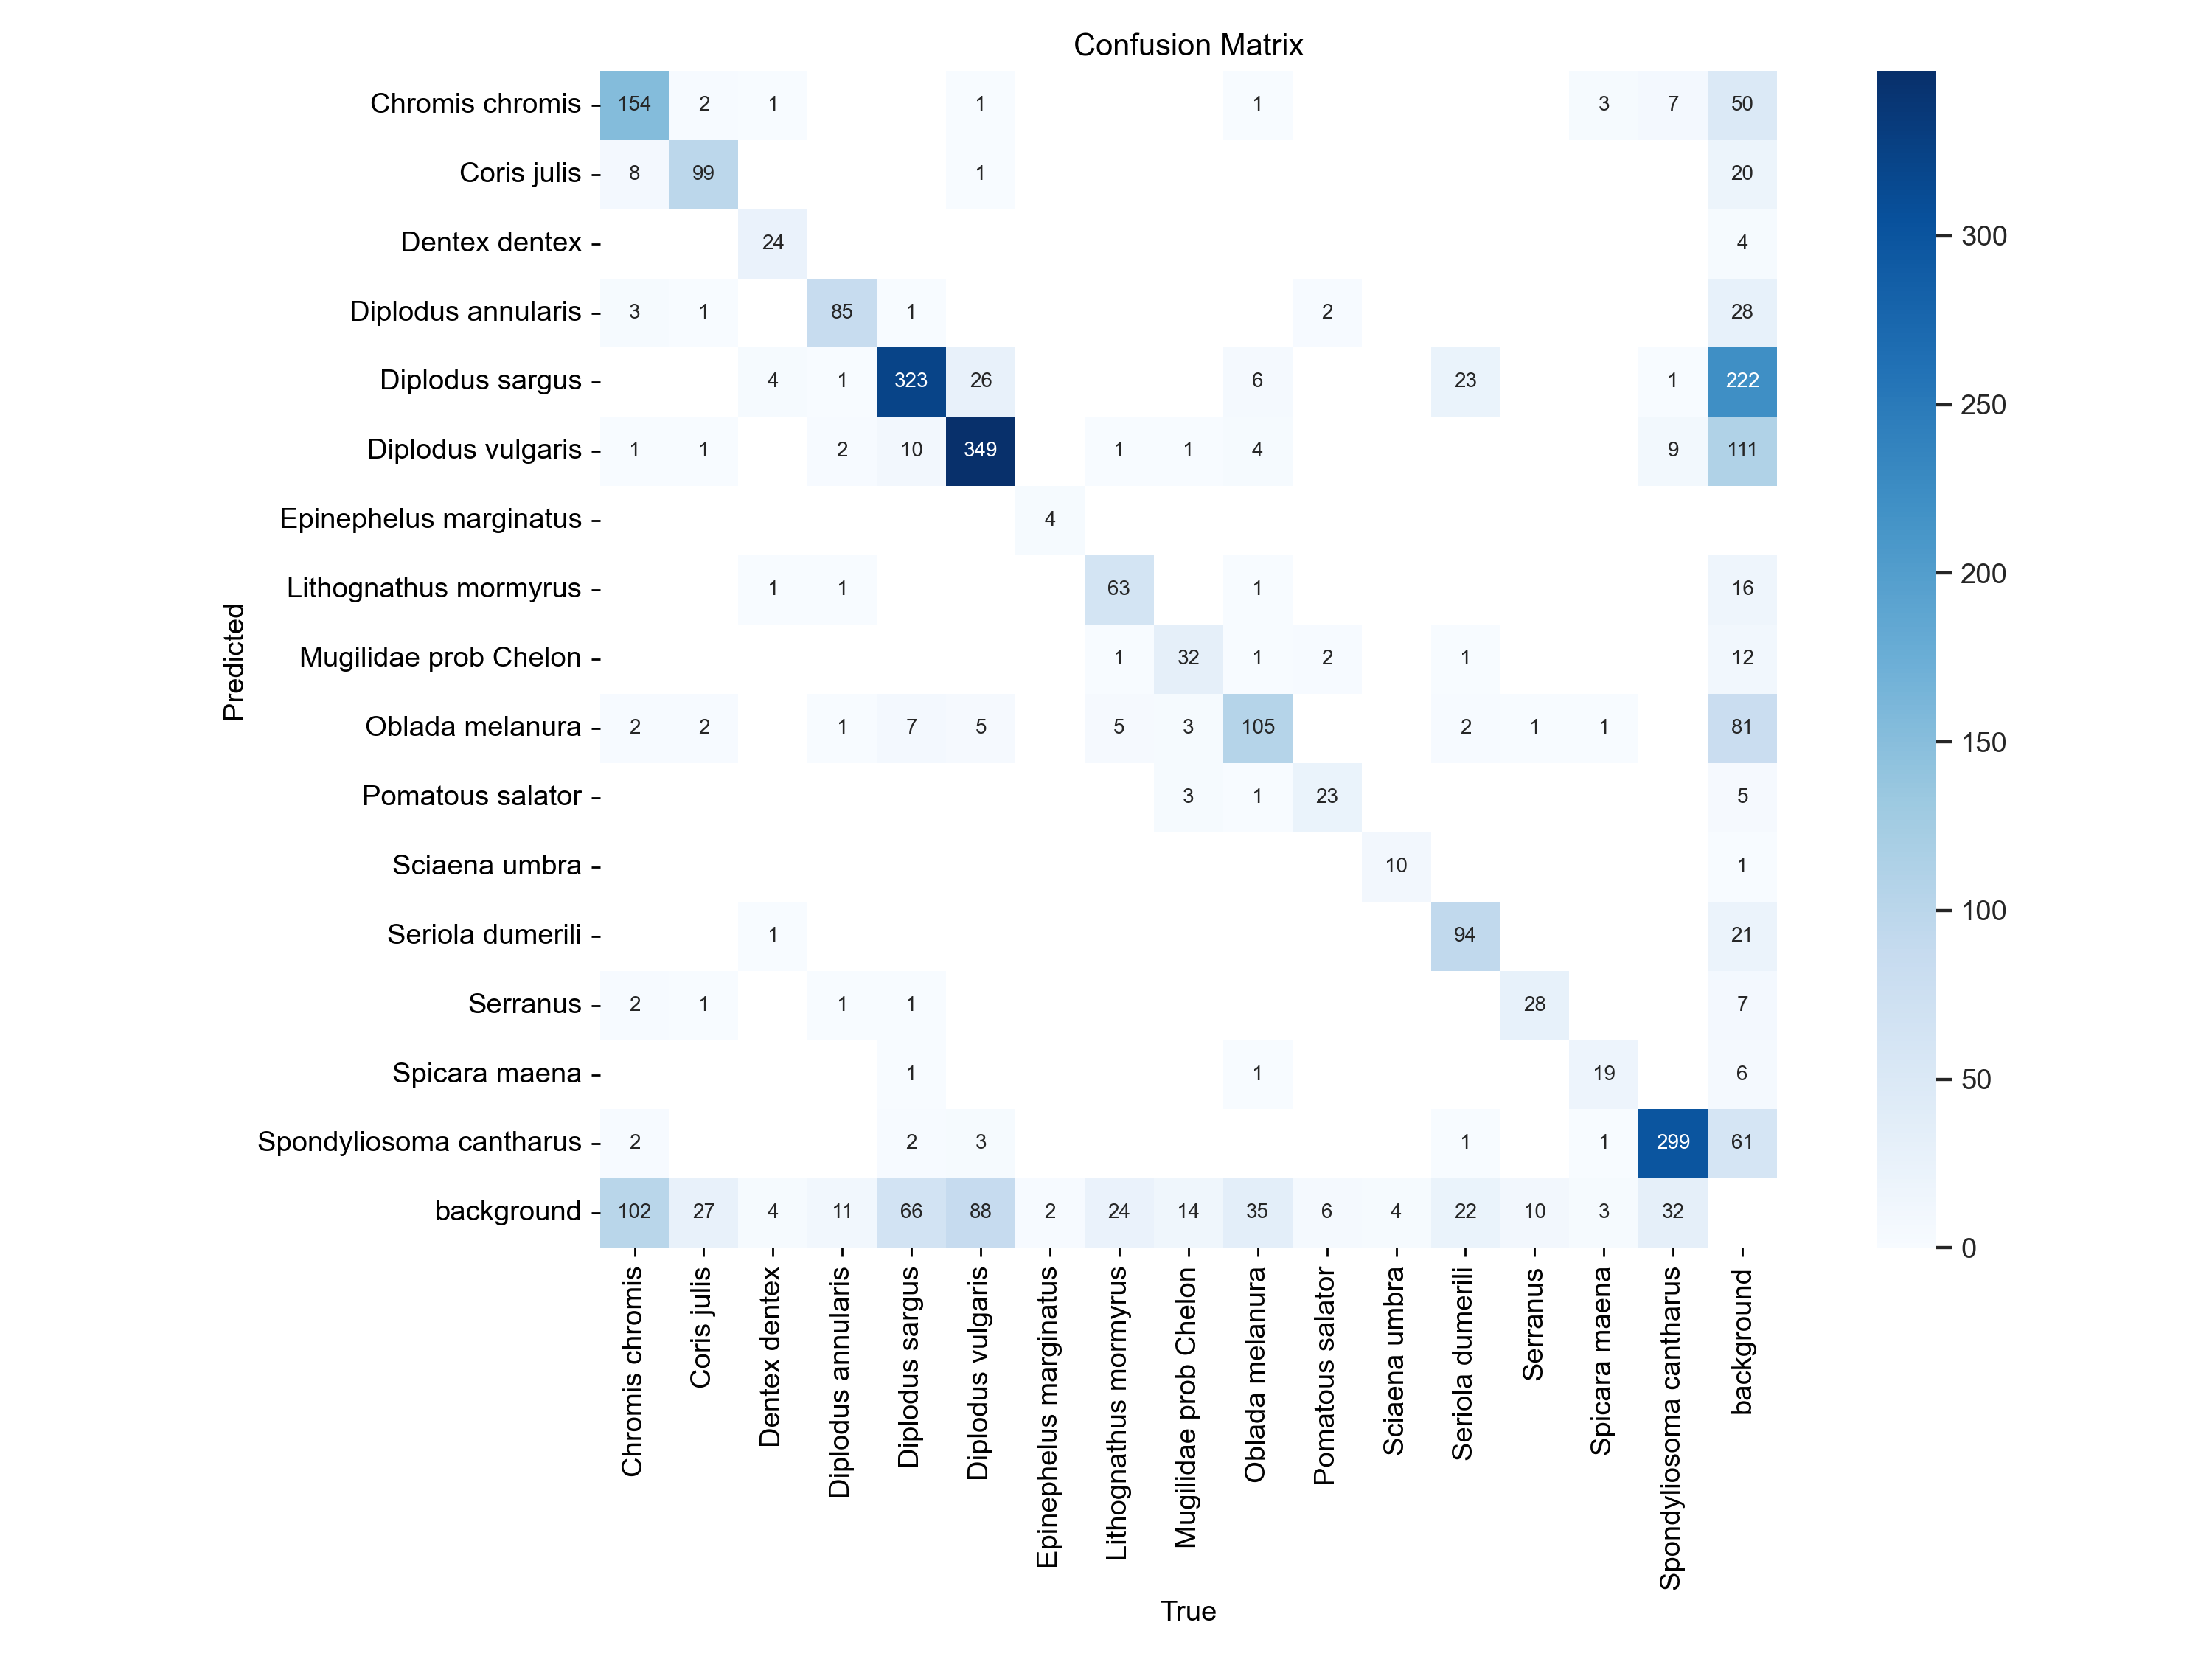 Confusion Matrix
Chromis chromis 154 2 1 1 1 3 7 50
Coris julis 8 99 1 20
Dentex dentex 24 4
Diplodus annularis 3 1 85 1 2 28
Diplodus sargus 4 1 323 26 6 23 1 222
Diplodus vulgaris 1 1 2 10 349 1 1 4 9 111
Epinephelus marginatus 4
Lithognathus mormyrus 1 1 63 1 16
Mugilidae prob Chelon 1 32 1 2 1 12
Oblada melanura 2 2 1 7 5 5 3 105 2 1 1 81
Pomatous salator 3 1 23 5
Sciaena umbra 10 1
Seriola dumerili 1 94 21
Serranus 2 1 1 1 28 7
Spicara maena 1 1 19 6
Spondyliosoma cantharus 2 2 3 1 1 299 61
background 102 27 4 11 66 88 2 24 14 35 6 4 22 10 3 32
Predicted
Chromis chromis
Coris julis
Dentex dentex
Diplodus annularis
Diplodus sargus
Diplodus vulgaris
Epinephelus marginatus
Lithognathus mormyrus
Mugilidae prob Chelon
Oblada melanura
Pomatous salator
Sciaena umbra
Seriola dumerili
Serranus
Spicara maena
Spondyliosoma cantharus
background
True
300
250
200
150
100
50
0